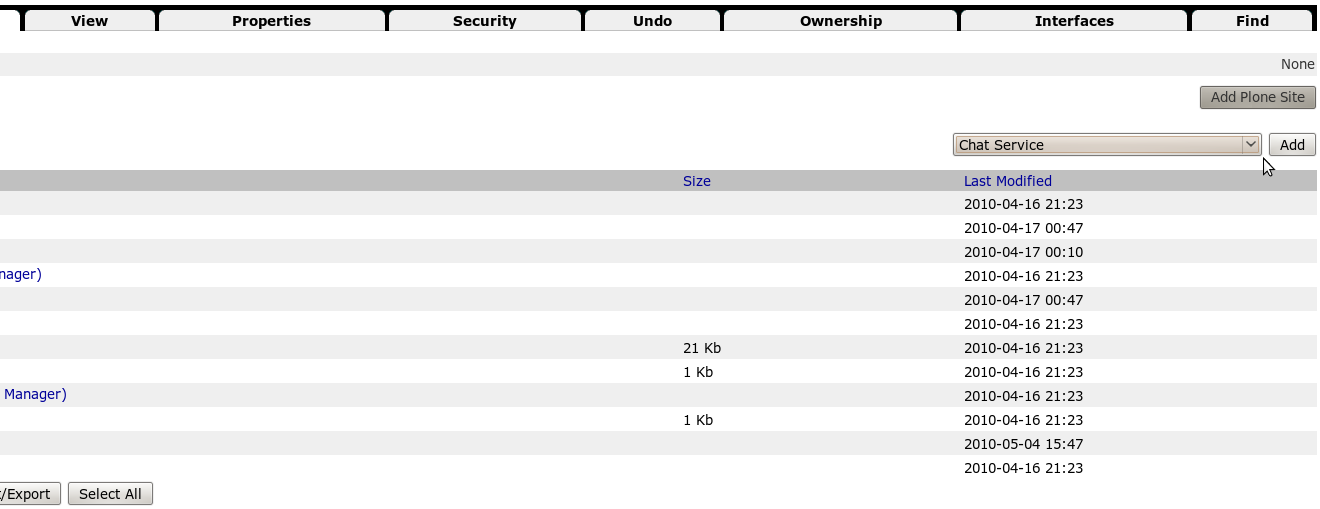 View Properties Security Undo Ownership Interfaces Find
None
Add Plone Site
Chat Service Add
Size Last Modified
2010-04-16 21:23
2010-04-17 00:47
2010-04-17 00:10
nager) 2010-04-16 21:23
2010-04-17 00:47
2010-04-16 21:23
21 Kb 2010-04-16 21:23
1 Kb 2010-04-16 21:23
Manager) 2010-04-16 21:23
1 Kb 2010-04-16 21:23
2010-05-04 15:47
2010-04-16 21:23
/Export Select All